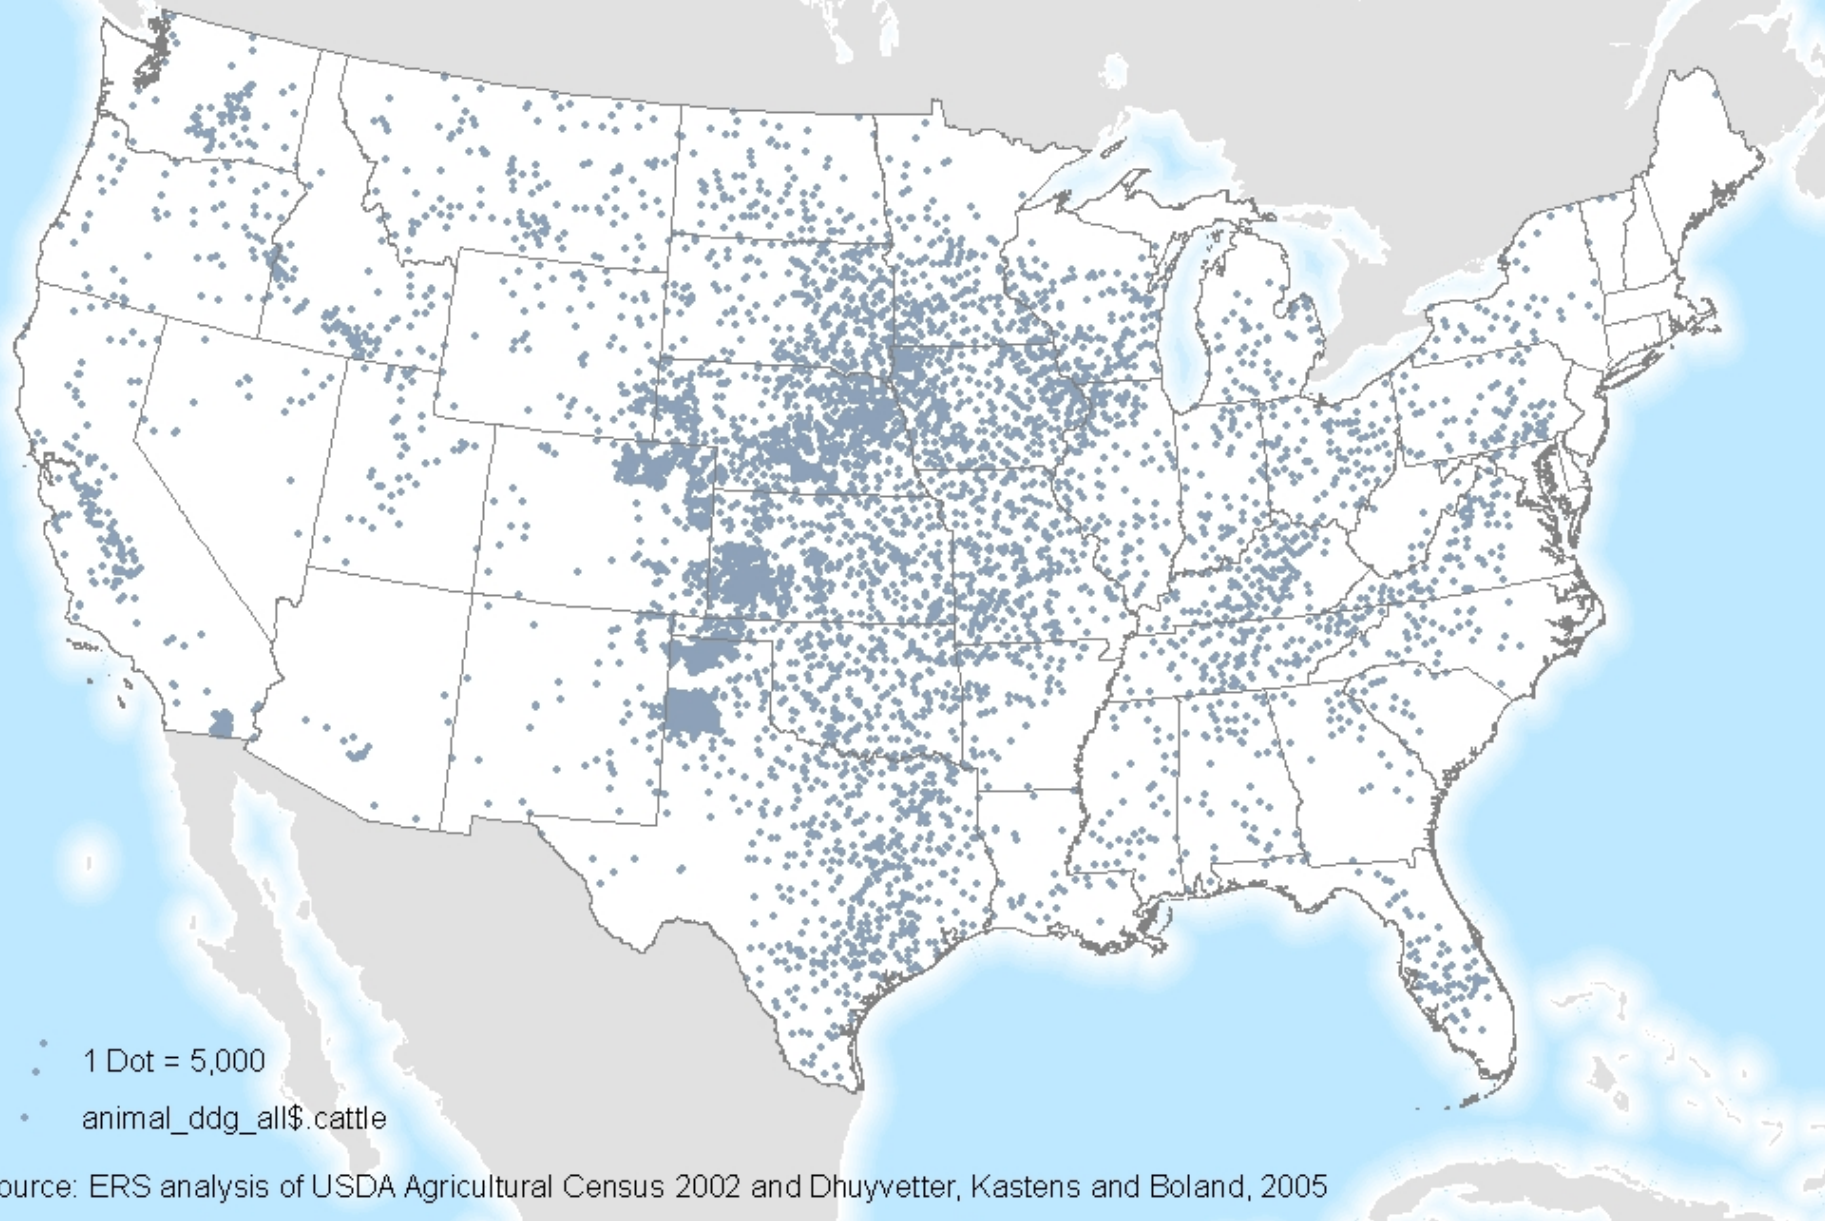 1 Dot = 5,000
animal_ddg_all$.cattle
ource: ERS analysis of USDA Agricultural Census 2002 and Dhuyvetter, Kastens and Boland, 2005